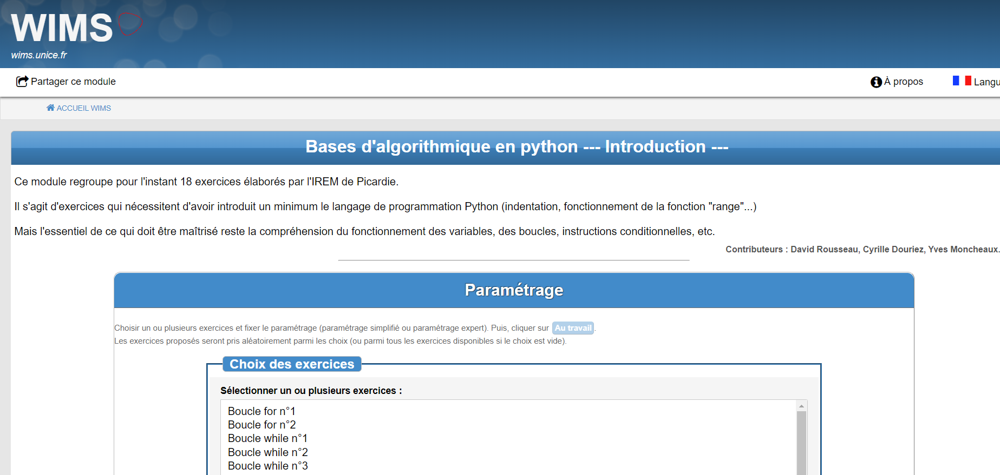 WIMS
wims.unice.fr
Partager ce module
À propos
ACCUEIL WIMS
Bases d'algorithmique en python --- Introduction ---
Ce module regroupe pour l'instant 18 exercices élaborés par l'IREM de Picardie.
Il s'agit d'exercices qui nécessitent d'avoir introduit un minimum le langage de programmation Python (indentation, fonctionnement de la fonction "range"...)
Mais l'essentiel de ce qui doit être maîtrisé reste la compréhension du fonctionnement des variables, des boucles, instructions conditionnelles, etc.
Contributeurs : David Rousseau, Cyrille Douriez, Yves Moncheaux.
Paramétrage
Choisir un ou plusieurs exercices et fixer le paramétrage (paramétrage simplifié ou paramétrage expert). Puis, cliquer sur Au travail.
Les exercices proposés seront pris aléatoirement parmi les choix (ou parmi tous les exercices disponibles si le choix est vide).
Choix des exercices
Sélectionner un ou plusieurs exercices :
Boucle for n°1
Boucle for n°2
Boucle while n°1
Boucle while n°2
Boucle while n°3